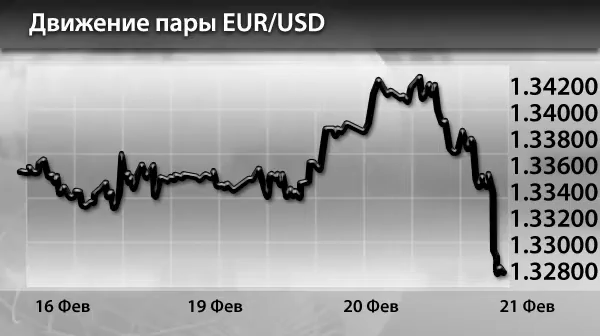 Движение пары EUR/USD
1.34200
1.34000
1.33800
1.33600
1.33400
1.33200
1.33000
1.32800
16 Фев
19 Фев
20 Фев
21 Фев